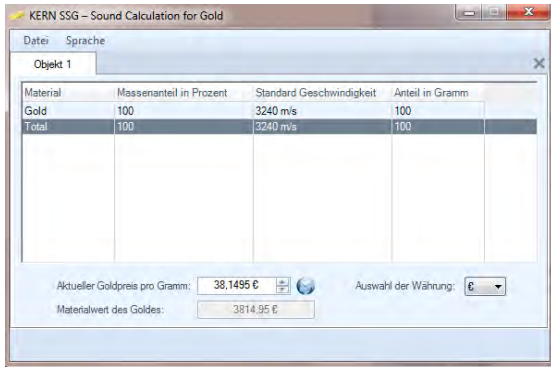 KERN SSG – Sound Calculation for Gold
Datei Sprache
Objekt 1
Material Massenanteil in Prozent Standard Geschwindigkeit Anteil in Gramm
Gold 100 3240 m/s 100
Total 100 3240 m/s 100
Aktueller Goldpreis pro Gramm: 38,1495 € Auswahl der Währung: €
Materialwert des Goldes: 3814,95 €